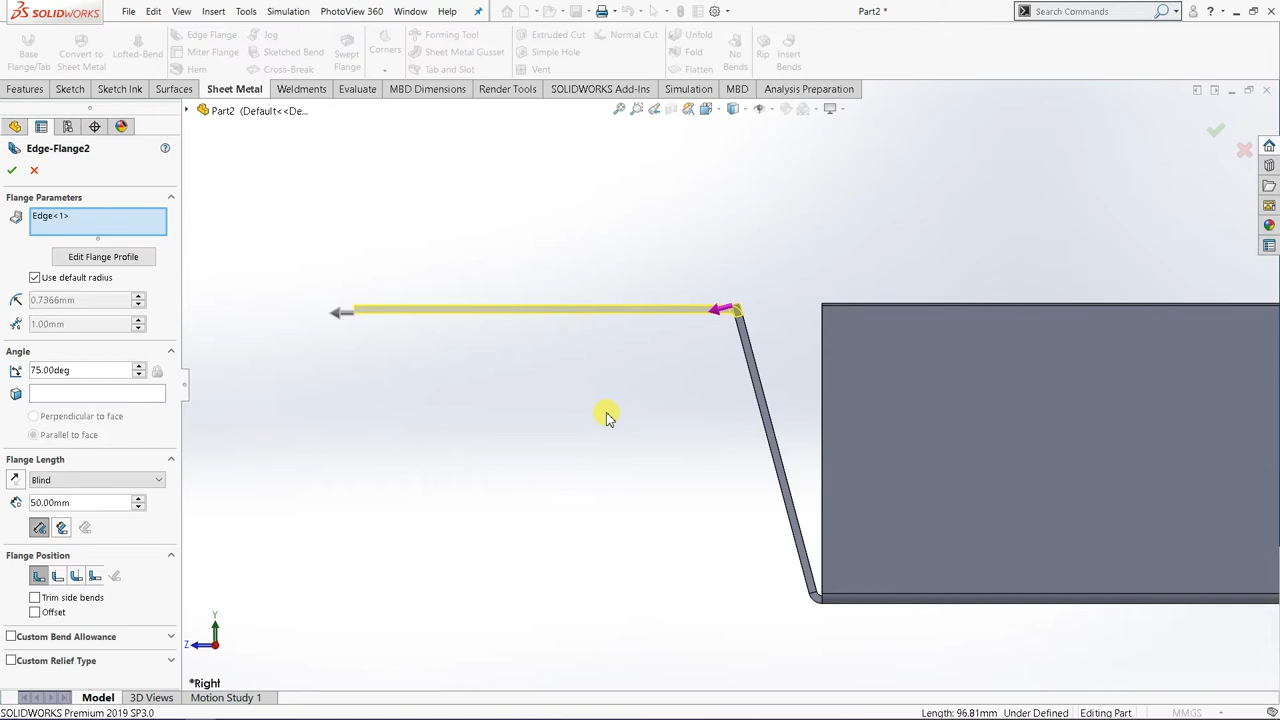 SOLIDWORKS File Edit View Insert Tools Simulation PhotoView 360 Window Help Part2 * Search Commands
Base Flange/Tab
Convert to Sheet Metal
Lofted-Bend
Edge Flange
Miter Flange
Hem
Jog
Sketched Bend
Cross-Break
Swept Flange
Corners
Forming Tool
Sheet Metal Gusset
Tab and Slot
Extruded Cut
Simple Hole
Vent
Normal Cut
Unfold
Fold
Flatten
No Bends
Rip
Insert Bends
Features Sketch Sketch Ink Surfaces Sheet Metal Weldments Evaluate MBD Dimensions Render Tools SOLIDWORKS Add-Ins Simulation MBD Analysis Preparation
Part2 (Default<<De...
Edge-Flange2
Flange Parameters
Edge<1>
Edit Flange Profile
Use default radius
0.7366mm
1.00mm
Angle
75.00deg
Perpendicular to face
Parallel to face
Flange Length
Blind
50.00mm
Flange Position
Trim side bends
Offset
Custom Bend Allowance
Custom Relief Type
Y
Z
*Right
Model 3D Views Motion Study 1
SOLIDWORKS Premium 2019 SP3.0 Length: 96.81mm Under Defined Editing Part MMGS